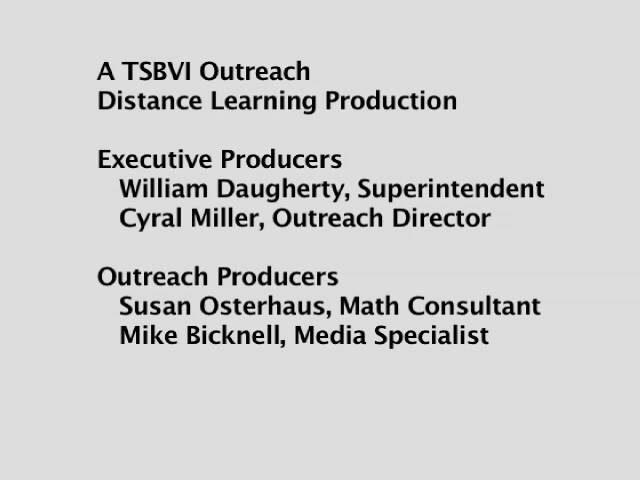 A TSBVI Outreach
Distance Learning Production
Executive Producers
William Daugherty, Superintendent
Cyral Miller, Outreach Director
Outreach Producers
Susan Osterhaus, Math Consultant
Mike Bicknell, Media Specialist